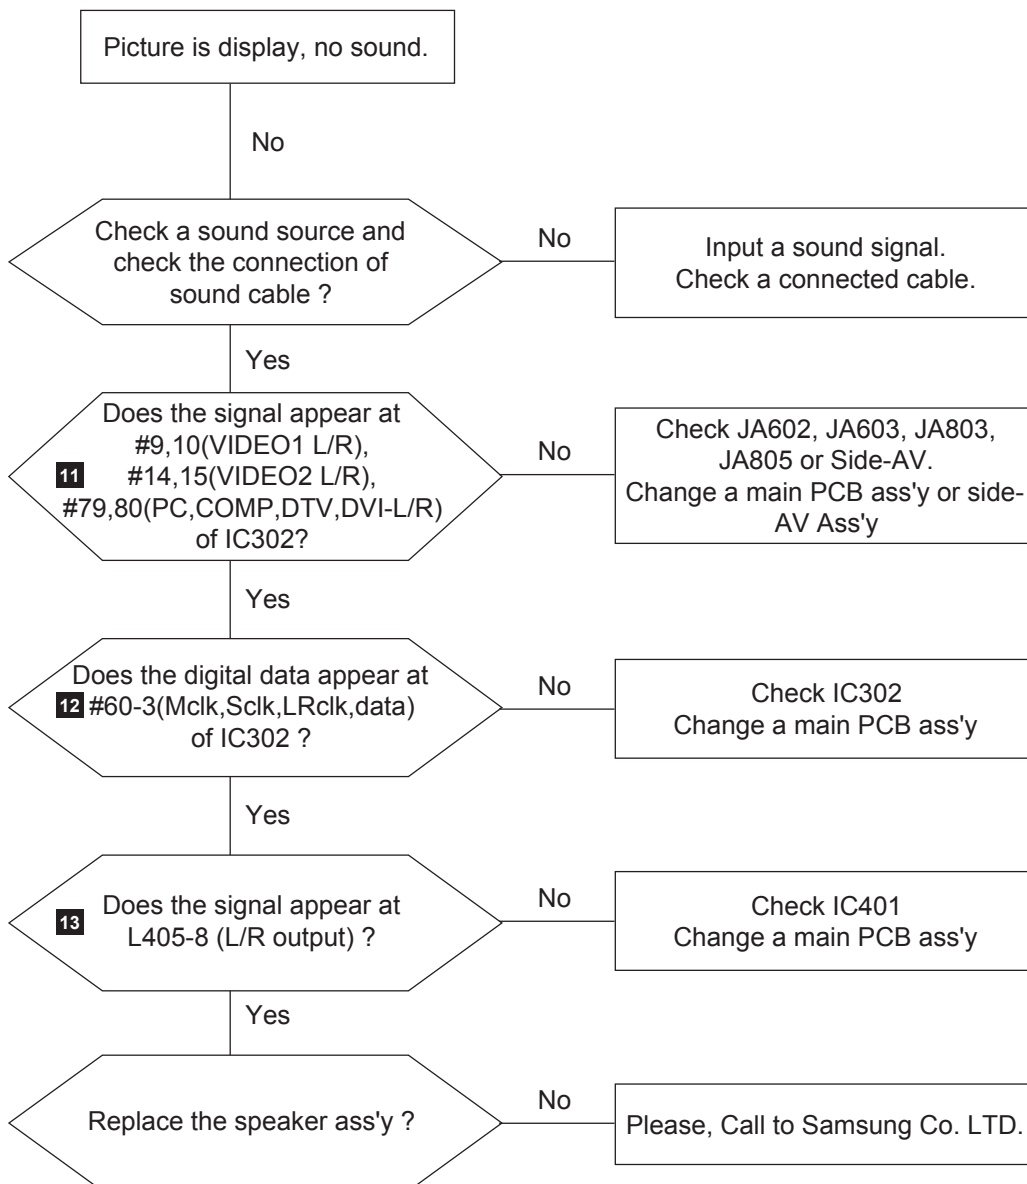 Picture is display, no sound.
No
Check a sound source and
check the connection of
sound cable ?
No
Input a sound signal.
Check a connected cable.
Yes
Does the signal appear at
#9,10(VIDEO1 L/R),
11 #14,15(VIDEO2 L/R),
#79,80(PC,COMP,DTV,DVI-L/R)
of IC302?
No
Check JA602, JA603, JA803,
JA805 or Side-AV.
Change a main PCB ass'y or side-
AV Ass'y
Yes
Does the digital data appear at
12 #60-3(Mclk,Sclk,LRclk,data)
of IC302 ?
No
Check IC302
Change a main PCB ass'y
Yes
13 Does the signal appear at
L405-8 (L/R output) ?
No
Check IC401
Change a main PCB ass'y
Yes
Replace the speaker ass'y ?
No
Please, Call to Samsung Co. LTD.